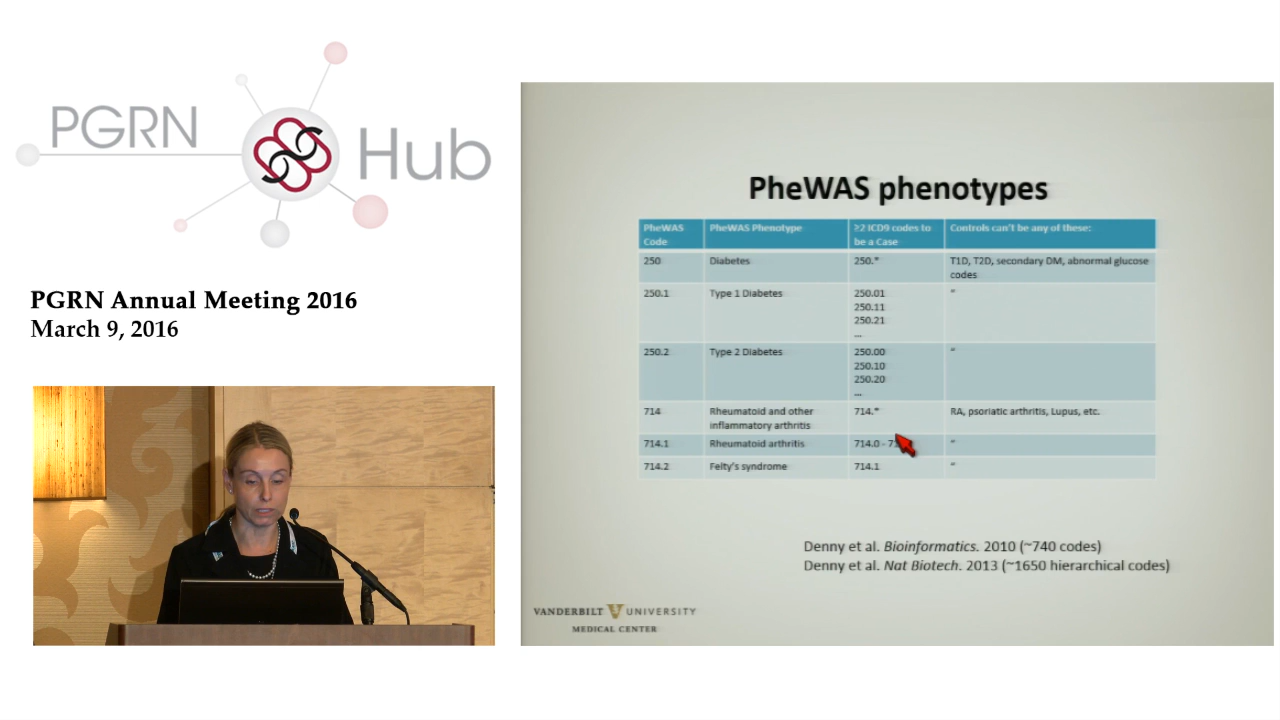 PGRN
Hub
PGRN Annual Meeting 2016
March 9, 2016
PheWAS phenotypes
PheWAS Code PheWAS Phenotype ≥2 ICD9 codes to be a Case Controls can't be any of these:
250 Diabetes 250.* T1D, T2D, secondary DM, abnormal glucose codes
250.1 Type 1 Diabetes 250.01 "
250.11
250.21
...
250.2 Type 2 Diabetes 250.00 "
250.10
250.20
...
714 Rheumatoid and other inflammatory arthritis 714.* RA, psoriatic arthritis, Lupus, etc.
714.1 Rheumatoid arthritis 714.0 - "
714.2 Felty's syndrome 714.1 "
Denny et al. Bioinformatics. 2010 (~740 codes)
Denny et al. Nat Biotech. 2013 (~1650 hierarchical codes)
VANDERBILT V UNIVERSITY
MEDICAL CENTER